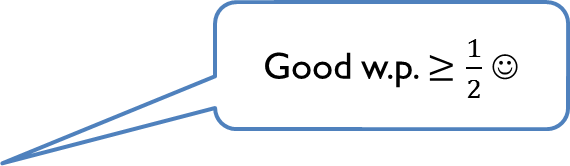 Good w.p. ≥ 1/2 ☺